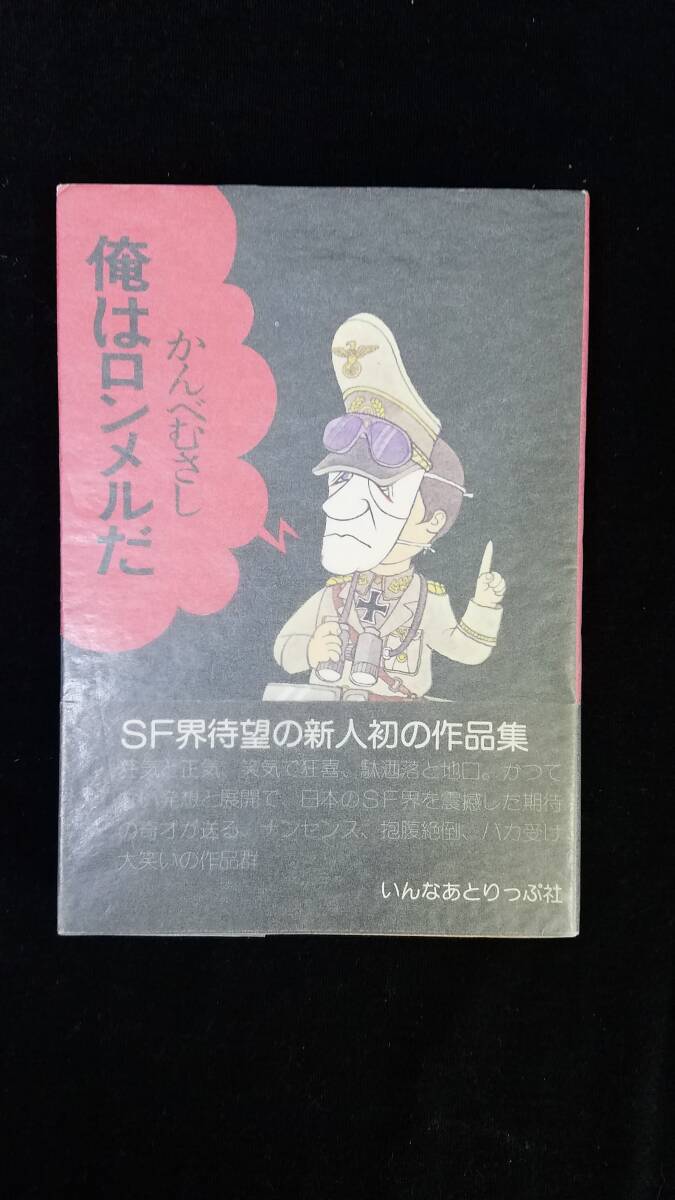 俺はロンメルだ
かんべむさし
SF界待望の新人初の作品集
狂気と正気、笑気で狂喜、駄洒落と地口。かつて
ない発想と展開で、日本のSF界を震撼した期待
の奇才が送る、ナンセンス、抱腹絶倒、バカ受け
大笑いの作品群
いんなあとりっぷ社